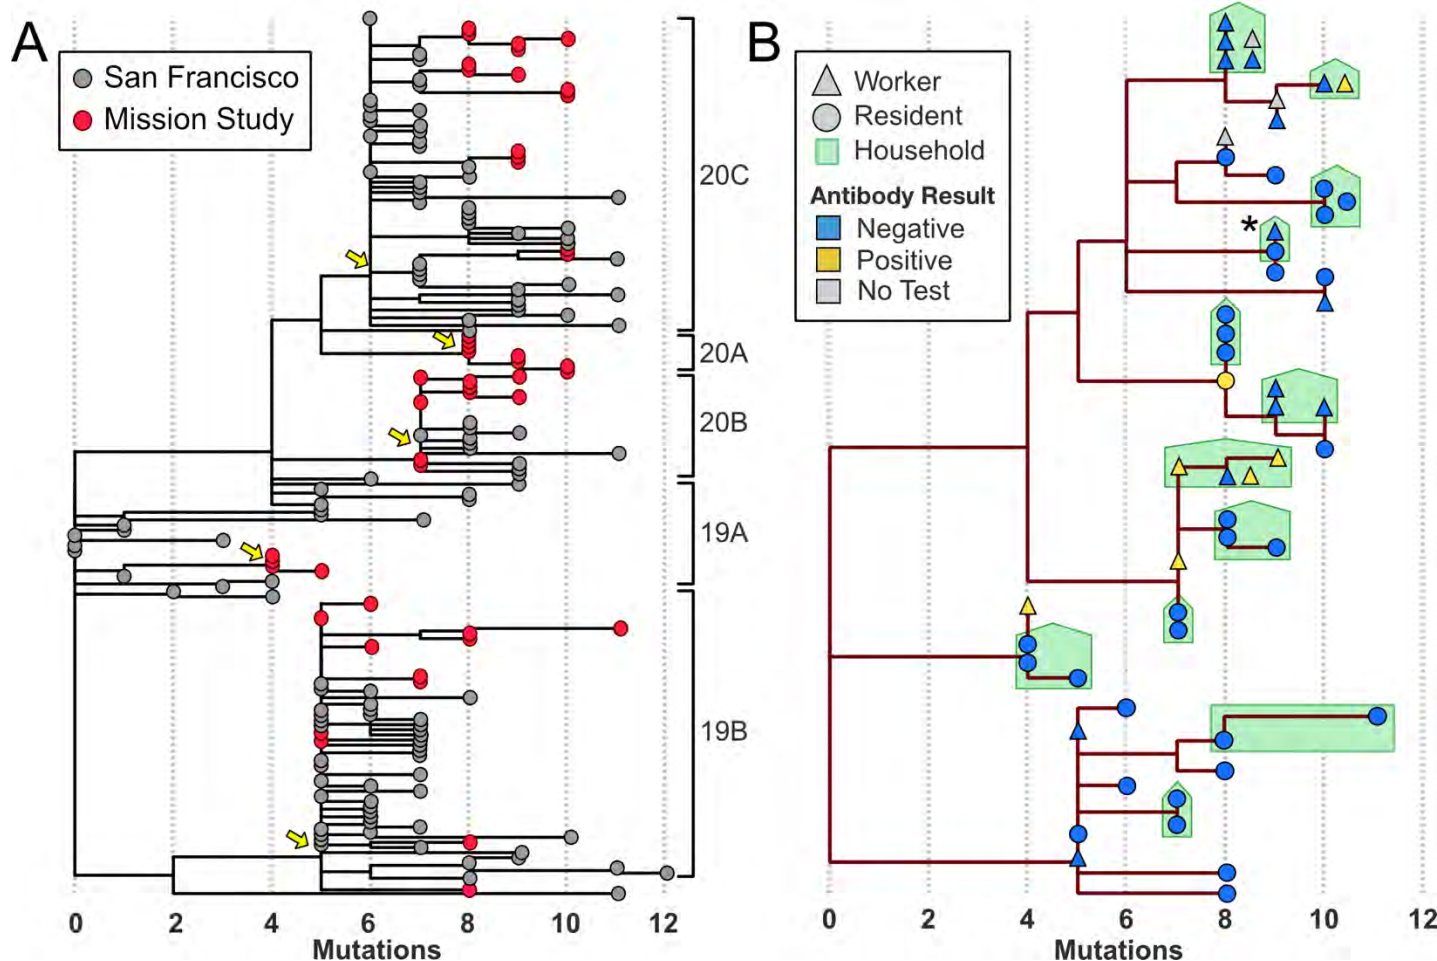 A
San Francisco
Mission Study
20C
20A
20B
19A
19B
0 2 4 6 8 10 12
Mutations
B
Worker
Resident
Household
Antibody Result
Negative
Positive
No Test
*
0 2 4 6 8 10 12
Mutations